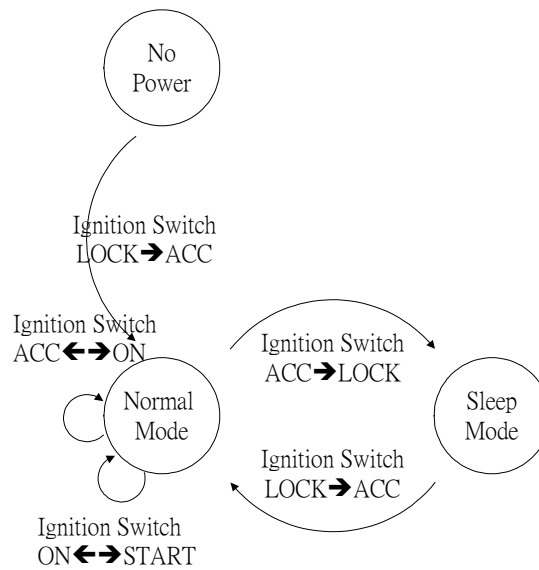 No
Power
Ignition Switch
LOCK➔ACC
Ignition Switch
ACC←➔ON
Ignition Switch
ACC➔LOCK
Normal
Mode
Sleep
Mode
Ignition Switch
LOCK➔ACC
Ignition Switch
ON←➔START